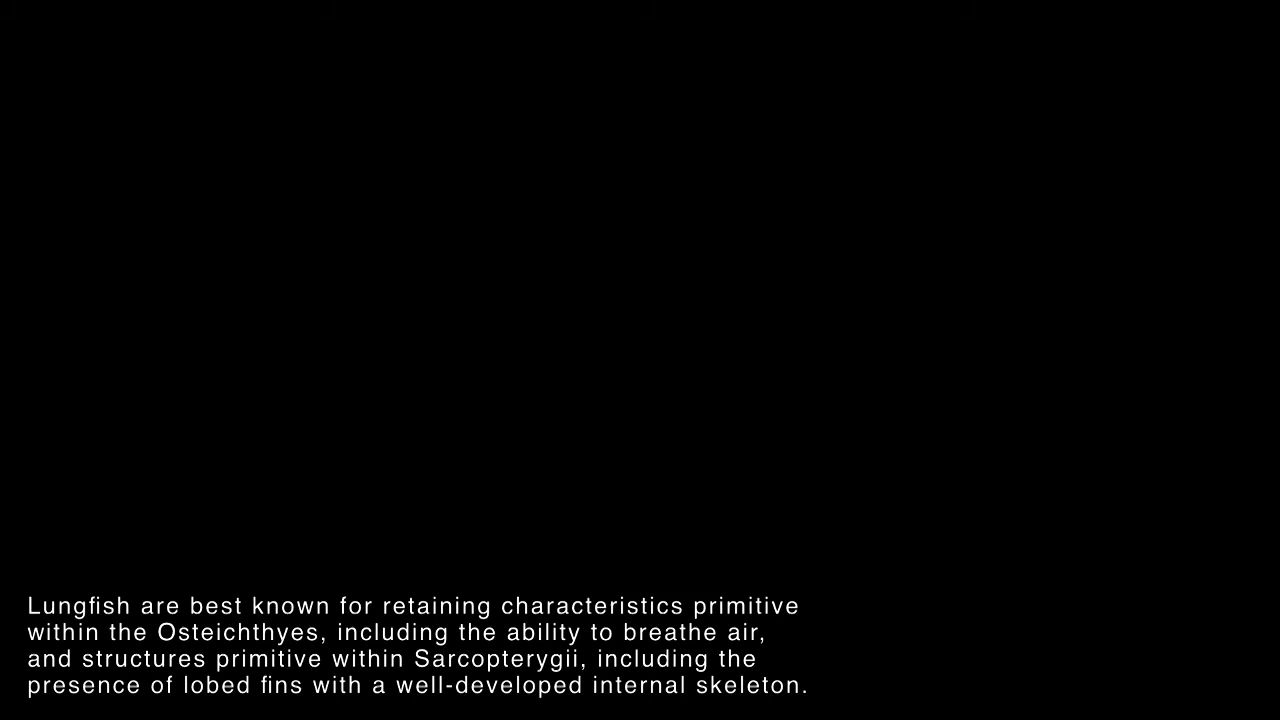 Lungfish are best known for retaining characteristics primitive
within the Osteichthyes, including the ability to breathe air,
and structures primitive within Sarcopterygii, including the
presence of lobed fins with a well-developed internal skeleton.